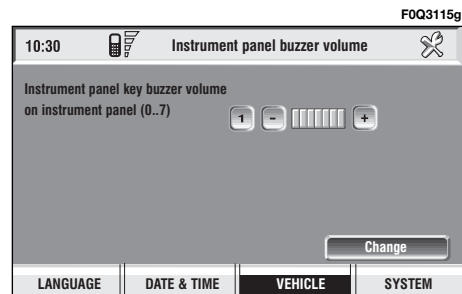 F0Q3115g
10:30 Instrument panel buzzer volume
Instrument panel key buzzer volume
on instrument panel (0..7)
1 - +
Change
LANGUAGE DATE & TIME VEHICLE SYSTEM